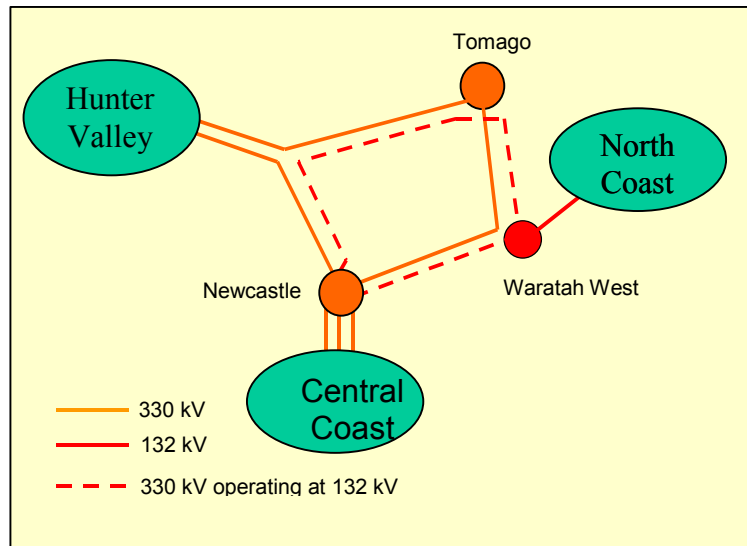 Tomago
Hunter
Valley
North
Coast
Newcastle
Waratah West
Central
Coast
330 kV
132 kV
330 kV operating at 132 kV